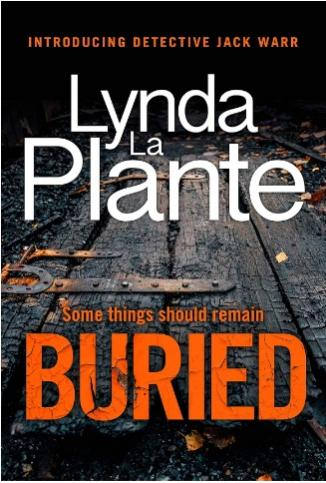 INTRODUCING DETECTIVE JACK WARR
Lynda
La
Plante
Some things should remain
BURIED